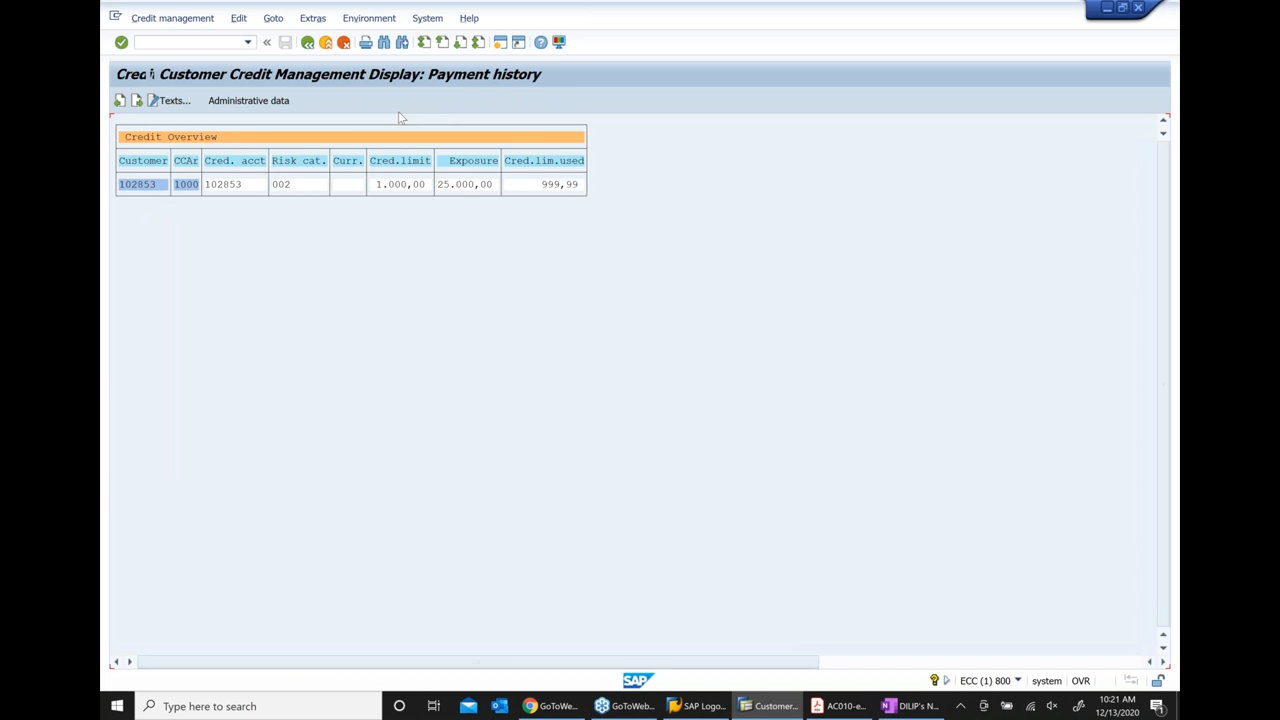 Credit management Edit Goto Extras Environment System Help
Customer Credit Management Display: Payment history
Texts... Administrative data
Credit Overview
Customer CCAr Cred. acct Risk cat. Curr. Cred.limit Exposure Cred.lim.used
102853 1000 102853 002 1.000,00 25.000,00 999,99
SAP
ECC (1) 800 system OVR
Type here to search GoToWe... GoToWeb... SAP Logo... Customer... AC010-e... DILIP's N... 10:21 AM
12/13/2020